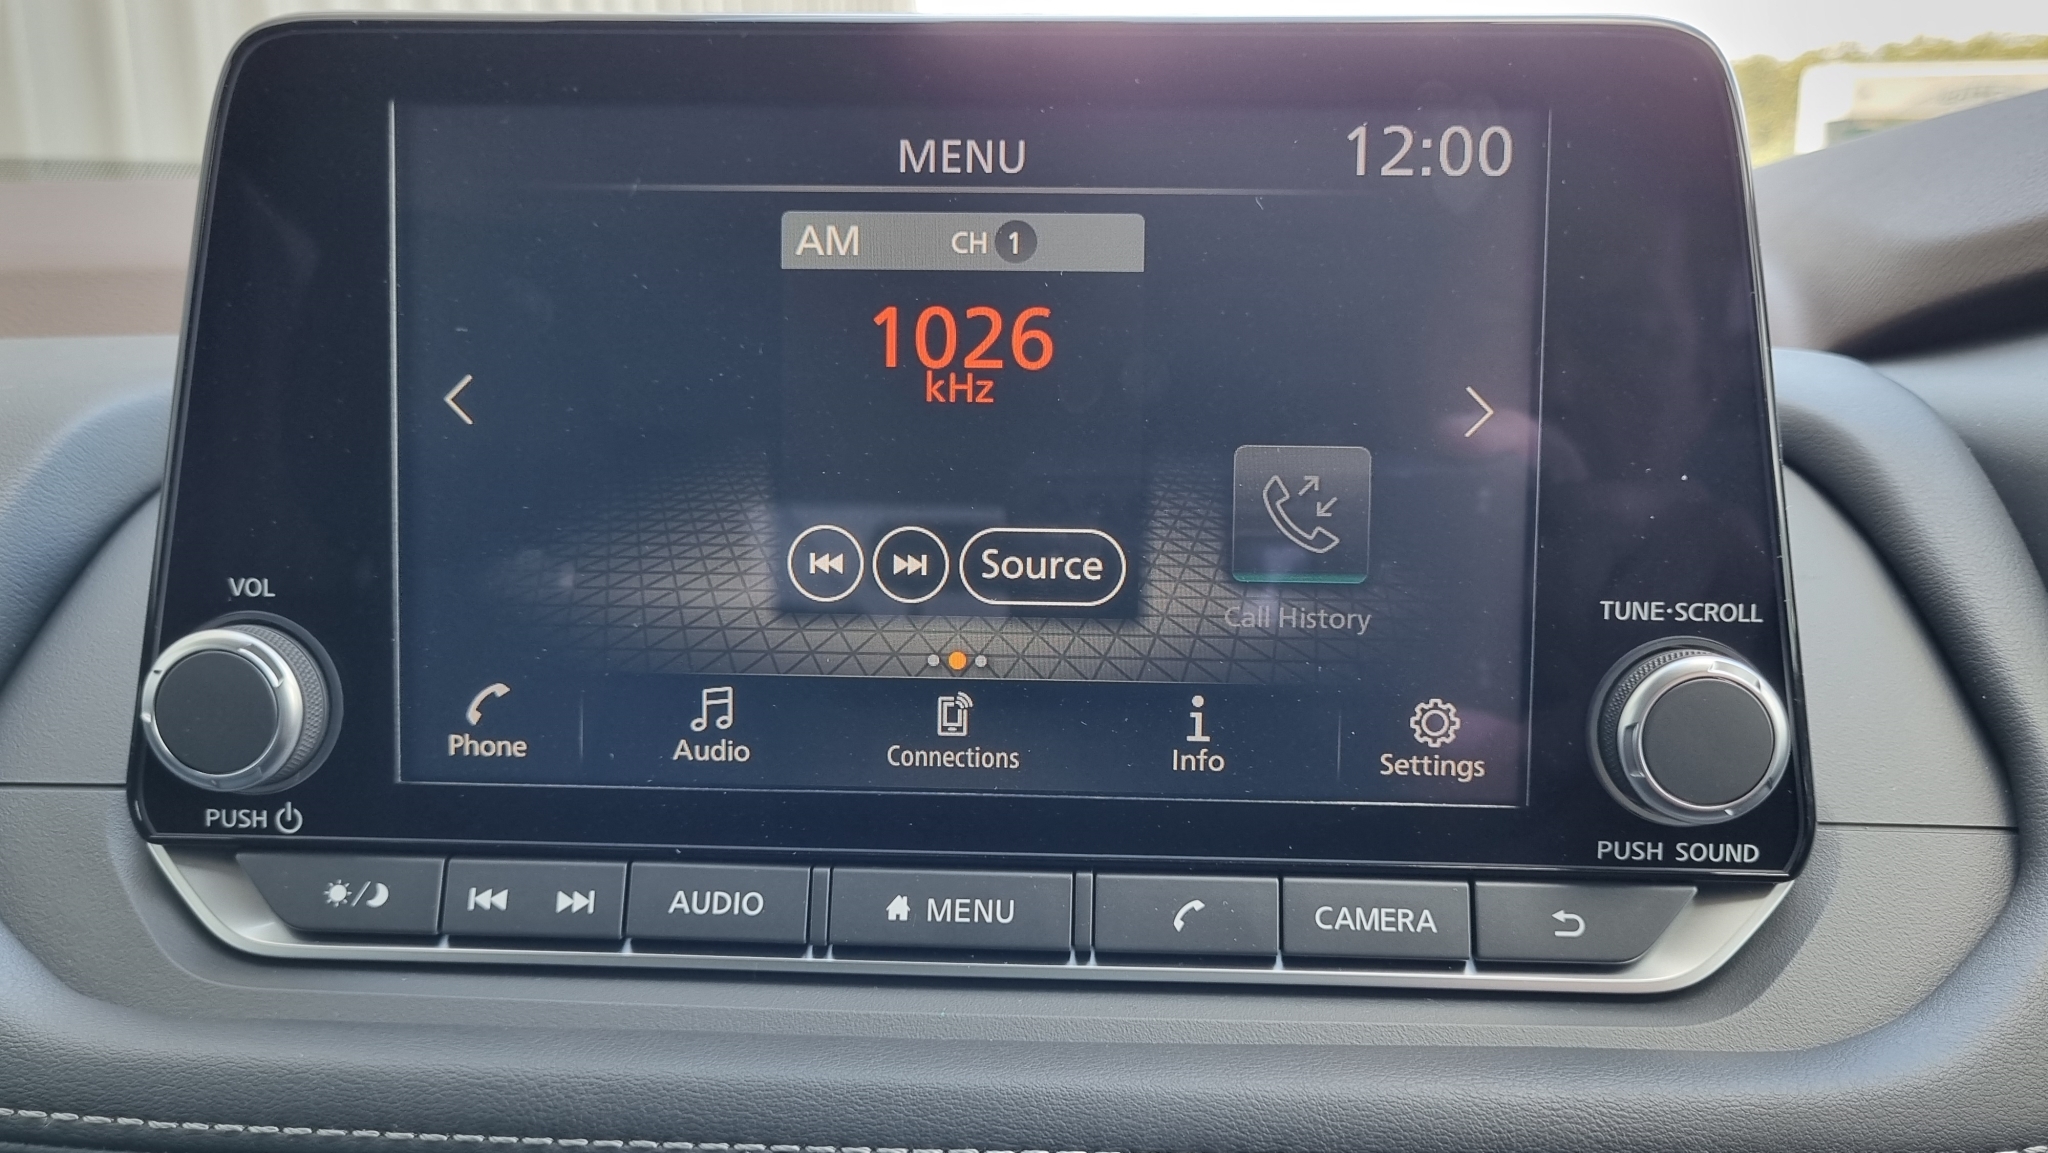 MENU
12:00
AM CH 1
1026
kHz
Source
Call History
VOL
TUNE·SCROLL
Phone
Audio
Connections
Info
Settings
PUSH
PUSH SOUND
AUDIO
MENU
CAMERA